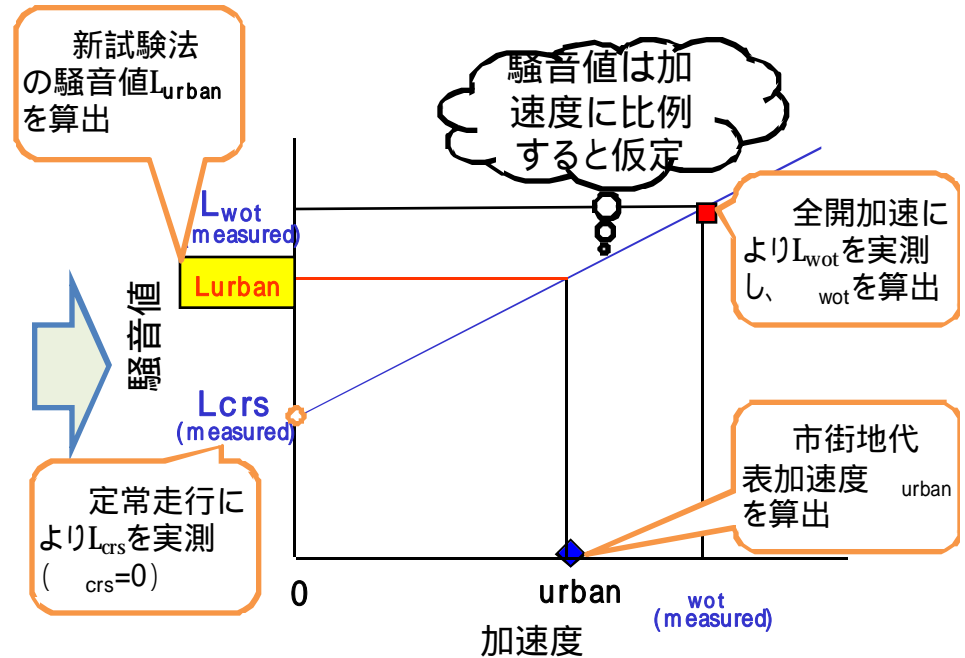 新試験法
の騒音値Lurban
を算出
騒音値は加
速度に比例
すると仮定
Lwot
(measured)
Lurban
騒音値
Lcrs
(measured)
全開加速に
よりLwotを実測
し、 wotを算出
定常走行に
よりLcrsを実測
( crs=0)
市街地代
表加速度 urban
を算出
0
urban
wot
(measured)
加速度